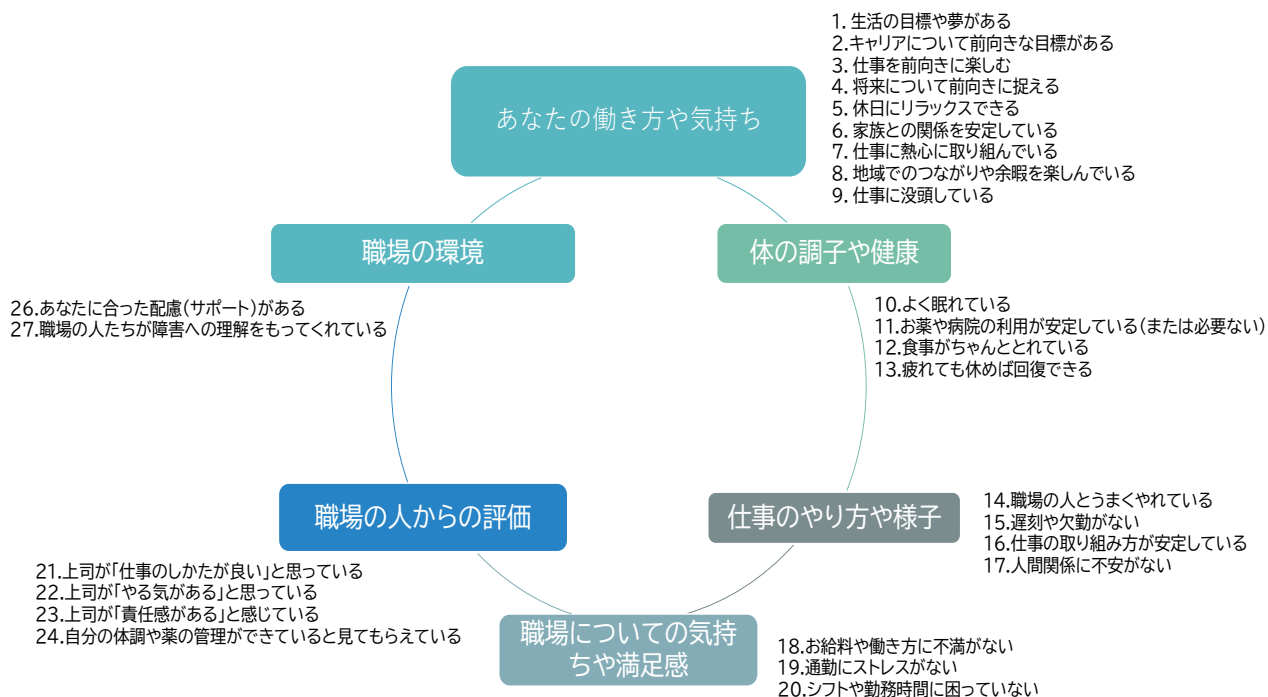 1. 生活の目標や夢がある
2.キャリアについて前向きな目標がある
3. 仕事を前向きに楽しむ
4. 将来について前向きに捉える
5. 休日にリラックスできる
6. 家族との関係を安定している
7. 仕事に熱心に取り組んでいる
8. 地域でのつながりや余暇を楽しんでいる
9. 仕事に没頭している
あなたの働き方や気持ち
職場の環境
体の調子や健康
26.あなたに合った配慮(サポート)がある
27.職場の人たちが障害への理解をもってくれている
10.よく眠れている
11.お薬や病院の利用が安定している(または必要ない)
12.食事がちゃんととれている
13.疲れても休めば回復できる
職場の人からの評価
仕事のやり方や様子
14.職場の人とうまくやれている
15.遅刻や欠勤がない
16.仕事の取り組み方が安定している
17.人間関係に不安がない
21.上司が「仕事のしかたが良い」と思っている
22.上司が「やる気がある」と思っている
23.上司が「責任感がある」と感じている
24.自分の体調や薬の管理ができていると見てもらえている
職場についての気持
ちや満足感
18.お給料や働き方に不満がない
19.通勤にストレスがない
20.シフトや勤務時間に困っていない